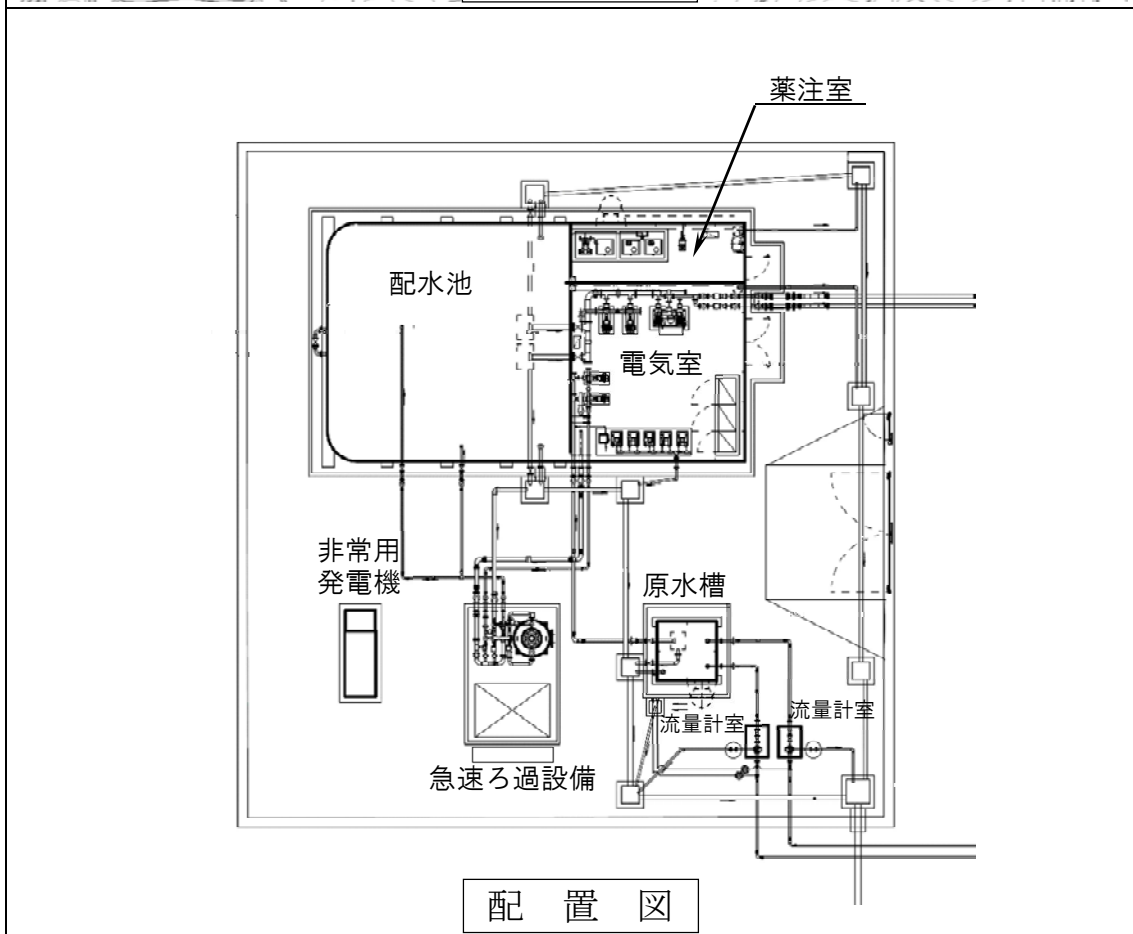 薬注室
配水池
電気室
非常用
発電機
原水槽
流量計室
流量計室
急速ろ過設備
配 置 図